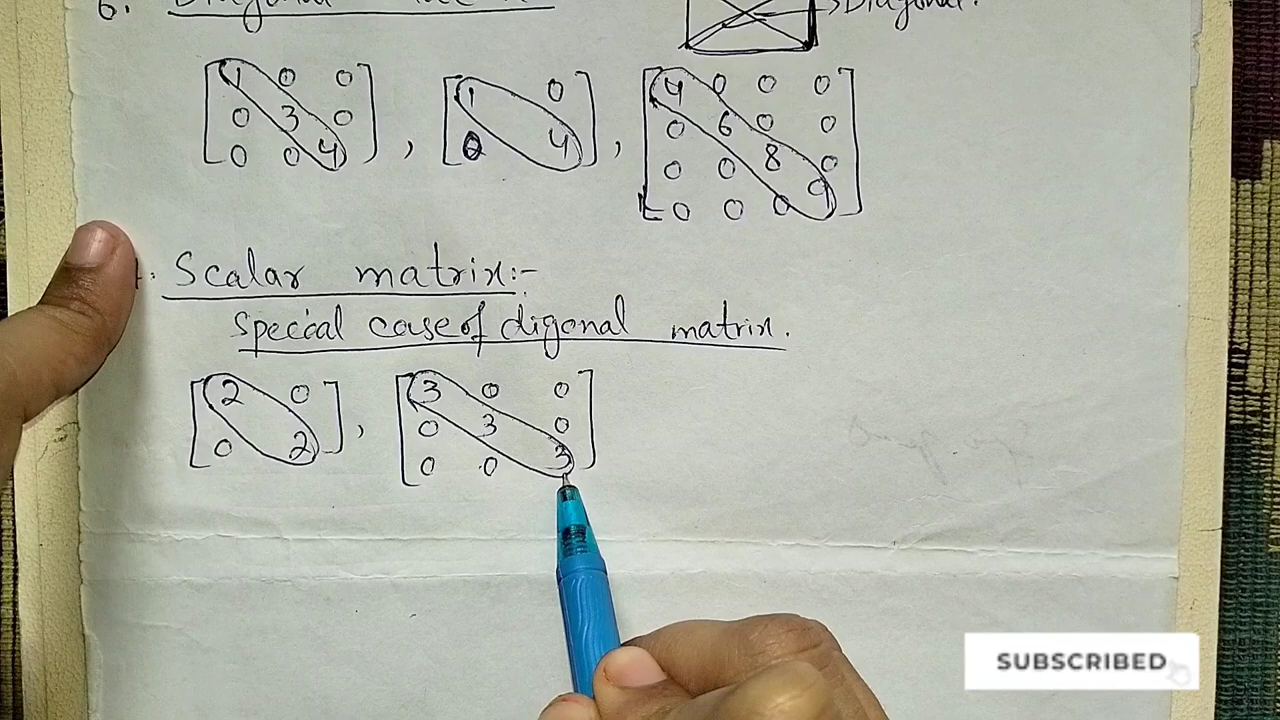 6. Diagonal
→Diagonal.
[1 0 0
0 3 0
0 0 4] , [1 0
0 4] , [4 0 0 0
0 6 0 0
0 0 8 0
0 0 0 9]
Scalar matrix:-
Special case of digonal matrix.
[2 0
0 2] , [3 0 0
0 3 0
0 0 3]
SUBSCRIBED